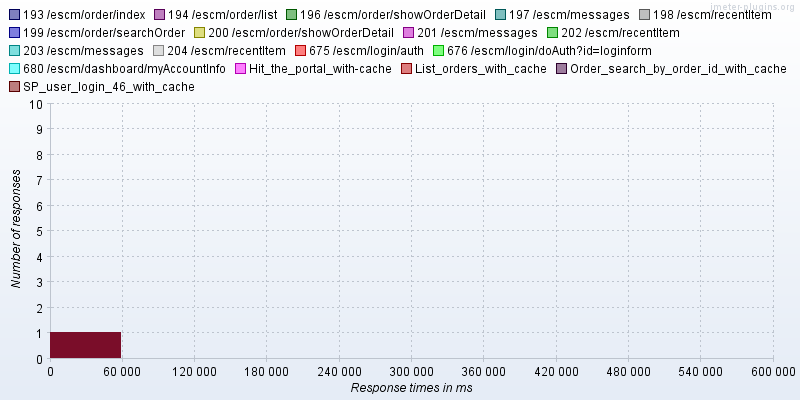 jmeter-plugins.org
193 /escm/order/index 194 /escm/order/list 196 /escm/order/showOrderDetail 197 /escm/messages 198 /escm/recentItem
199 /escm/order/searchOrder 200 /escm/order/showOrderDetail 201 /escm/messages 202 /escm/recentItem
203 /escm/messages 204 /escm/recentItem 675 /escm/login/auth 676 /escm/login/doAuth?id=loginform
680 /escm/dashboard/myAccountInfo Hit_the_portal_with-cache List_orders_with_cache Order_search_by_order_id_with_cache
SP_user_login_46_with_cache
Number of responses
10
9
8
7
6
5
4
3
2
1
0
0 60 000 120 000 180 000 240 000 300 000 360 000 420 000 480 000 540 000 600 000
Response times in ms